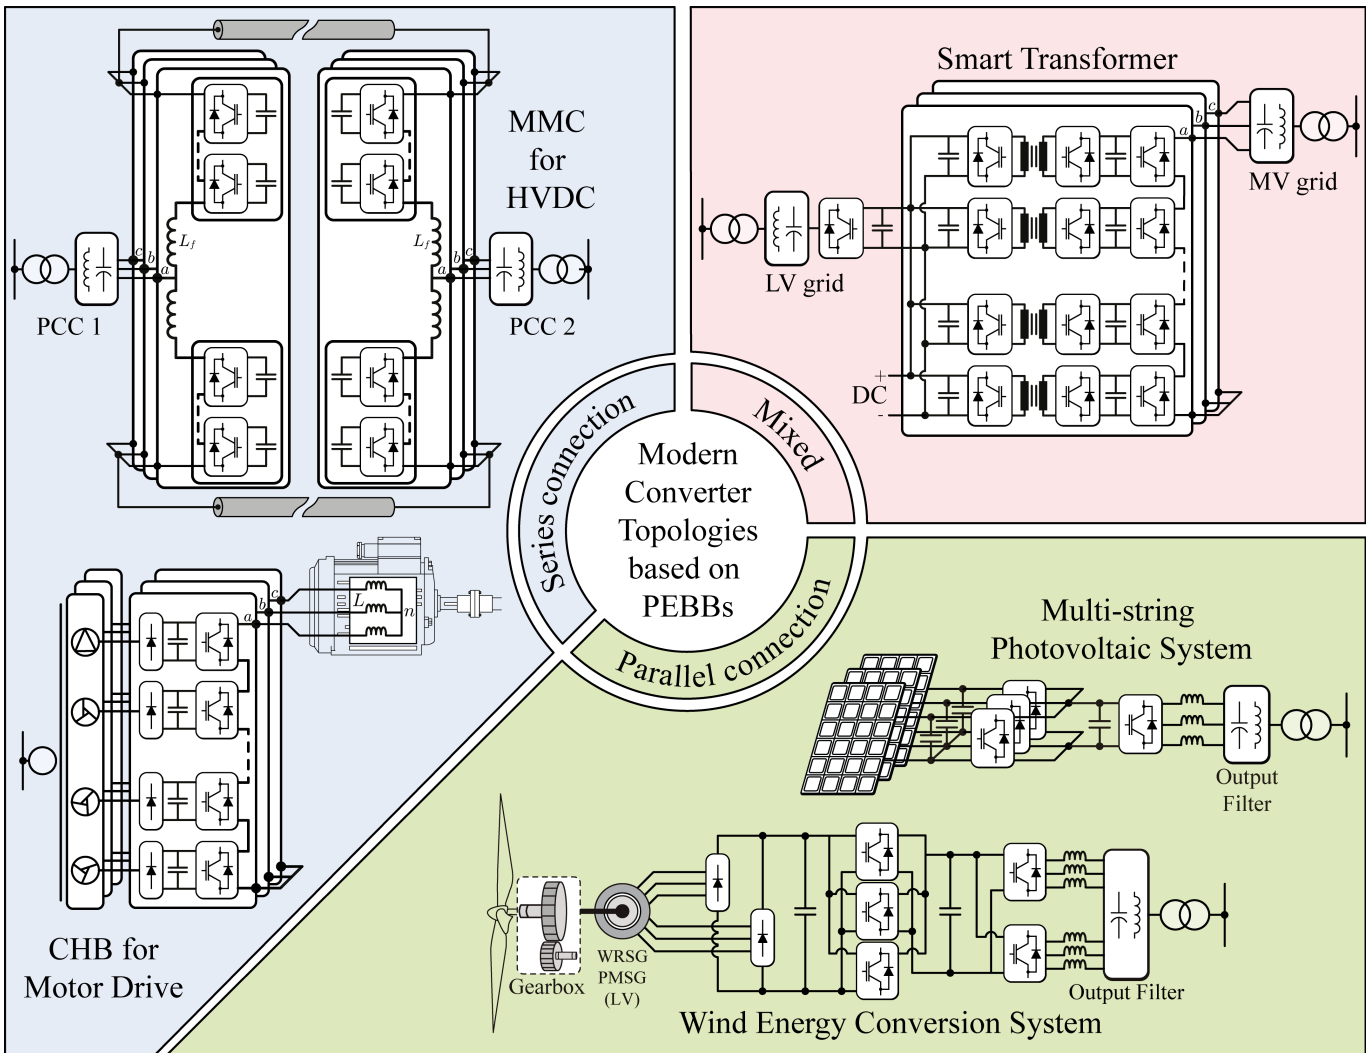 MMC
for
HVDC
L_f
L_f
c
b
a
a
b
c
PCC 1
PCC 2
Smart Transformer
c
b
a
MV grid
LV grid
+
DC
-
Series connection
Mixed
Parallel connection
Modern
Converter
Topologies
based on
PEBBs
c
b
a
L
n
CHB for
Motor Drive
Multi-string
Photovoltaic System
Output
Filter
Gearbox
WRSG
PMSG
(LV)
Output Filter
Wind Energy Conversion System